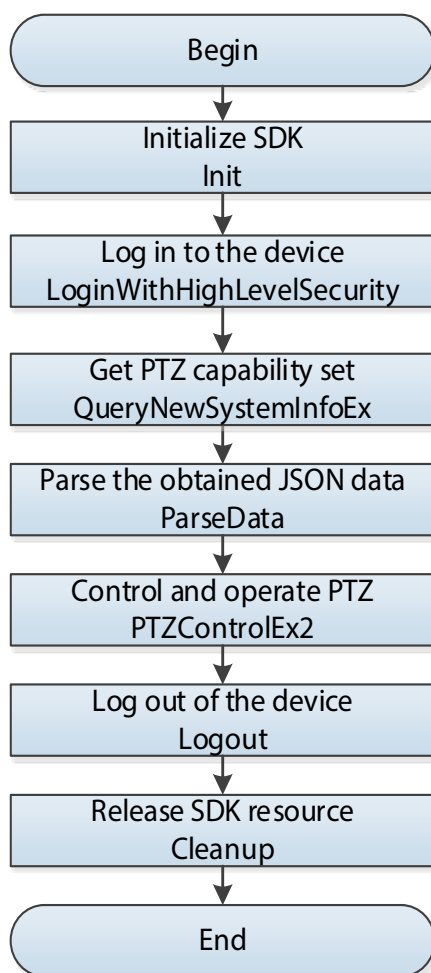 Begin
Initialize SDK
Init
Log in to the device
LoginWithHighLevelSecurity
Get PTZ capability set
QueryNewSystemInfoEx
Parse the obtained JSON data
ParseData
Control and operate PTZ
PTZControlEx2
Log out of the device
Logout
Release SDK resource
Cleanup
End